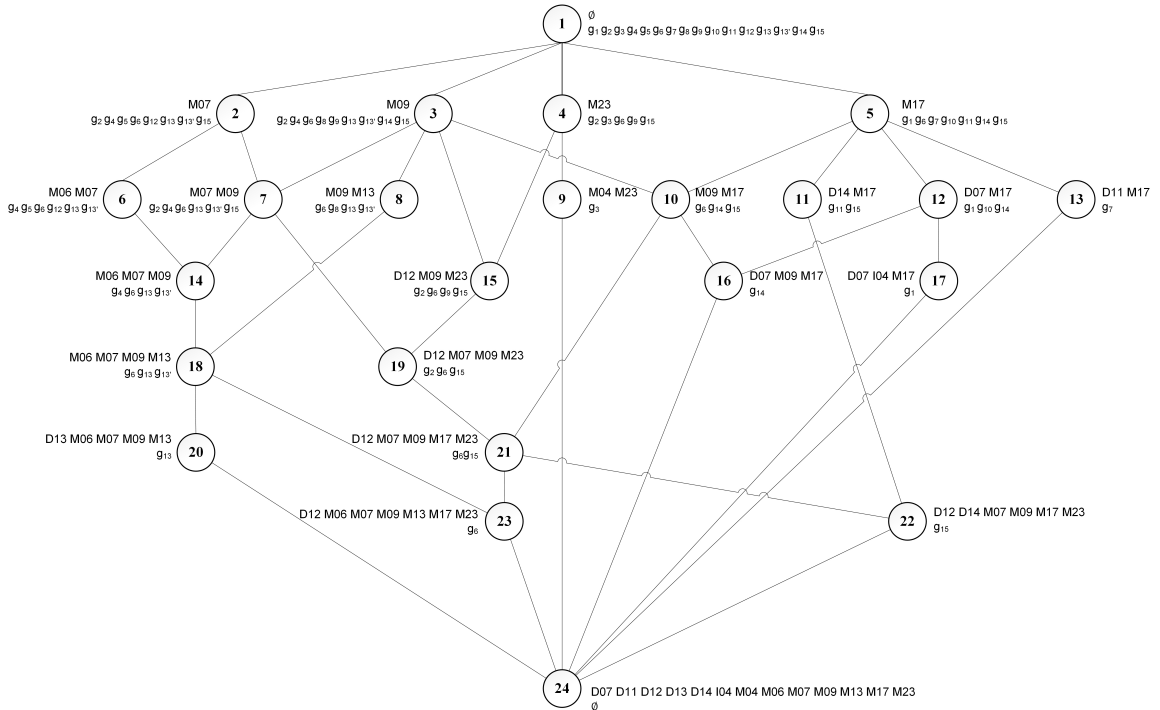 1
∅
g₁ g₂ g₃ g₄ g₅ g₆ g₇ g₈ g₉ g₁₀ g₁₁ g₁₂ g₁₃ g₁₃' g₁₄ g₁₅
M07
g₂ g₄ g₅ g₆ g₁₂ g₁₃ g₁₃' g₁₅
2
M09
g₂ g₄ g₆ g₈ g₉ g₁₃ g₁₃' g₁₄ g₁₅
3
4
M23
g₂ g₃ g₆ g₉ g₁₅
5
M17
g₁ g₆ g₇ g₁₀ g₁₁ g₁₄ g₁₅
M06 M07
g₄ g₅ g₆ g₁₂ g₁₃ g₁₃'
6
M07 M09
g₂ g₄ g₆ g₁₃ g₁₃' g₁₅
7
M09 M13
g₆ g₈ g₁₃ g₁₃'
8
9
M04 M23
g₃
10
M09 M17
g₆ g₁₄ g₁₅
11
D14 M17
g₁₁ g₁₅
12
D07 M17
g₁ g₁₀ g₁₄
13
D11 M17
g₇
M06 M07 M09
g₄ g₆ g₁₃ g₁₃'
14
D12 M09 M23
g₂ g₆ g₉ g₁₅
15
16
D07 M09 M17
g₁₄
D07 I04 M17
g₁
17
M06 M07 M09 M13
g₆ g₁₃ g₁₃'
18
19
D12 M07 M09 M23
g₂ g₆ g₁₅
D13 M06 M07 M09 M13
g₁₃
20
D12 M07 M09 M17 M23
g₆g₁₅
21
D12 M06 M07 M09 M13 M17 M23
g₆
23
22
D12 D14 M07 M09 M17 M23
g₁₅
24
D07 D11 D12 D13 D14 I04 M04 M06 M07 M09 M13 M17 M23
∅